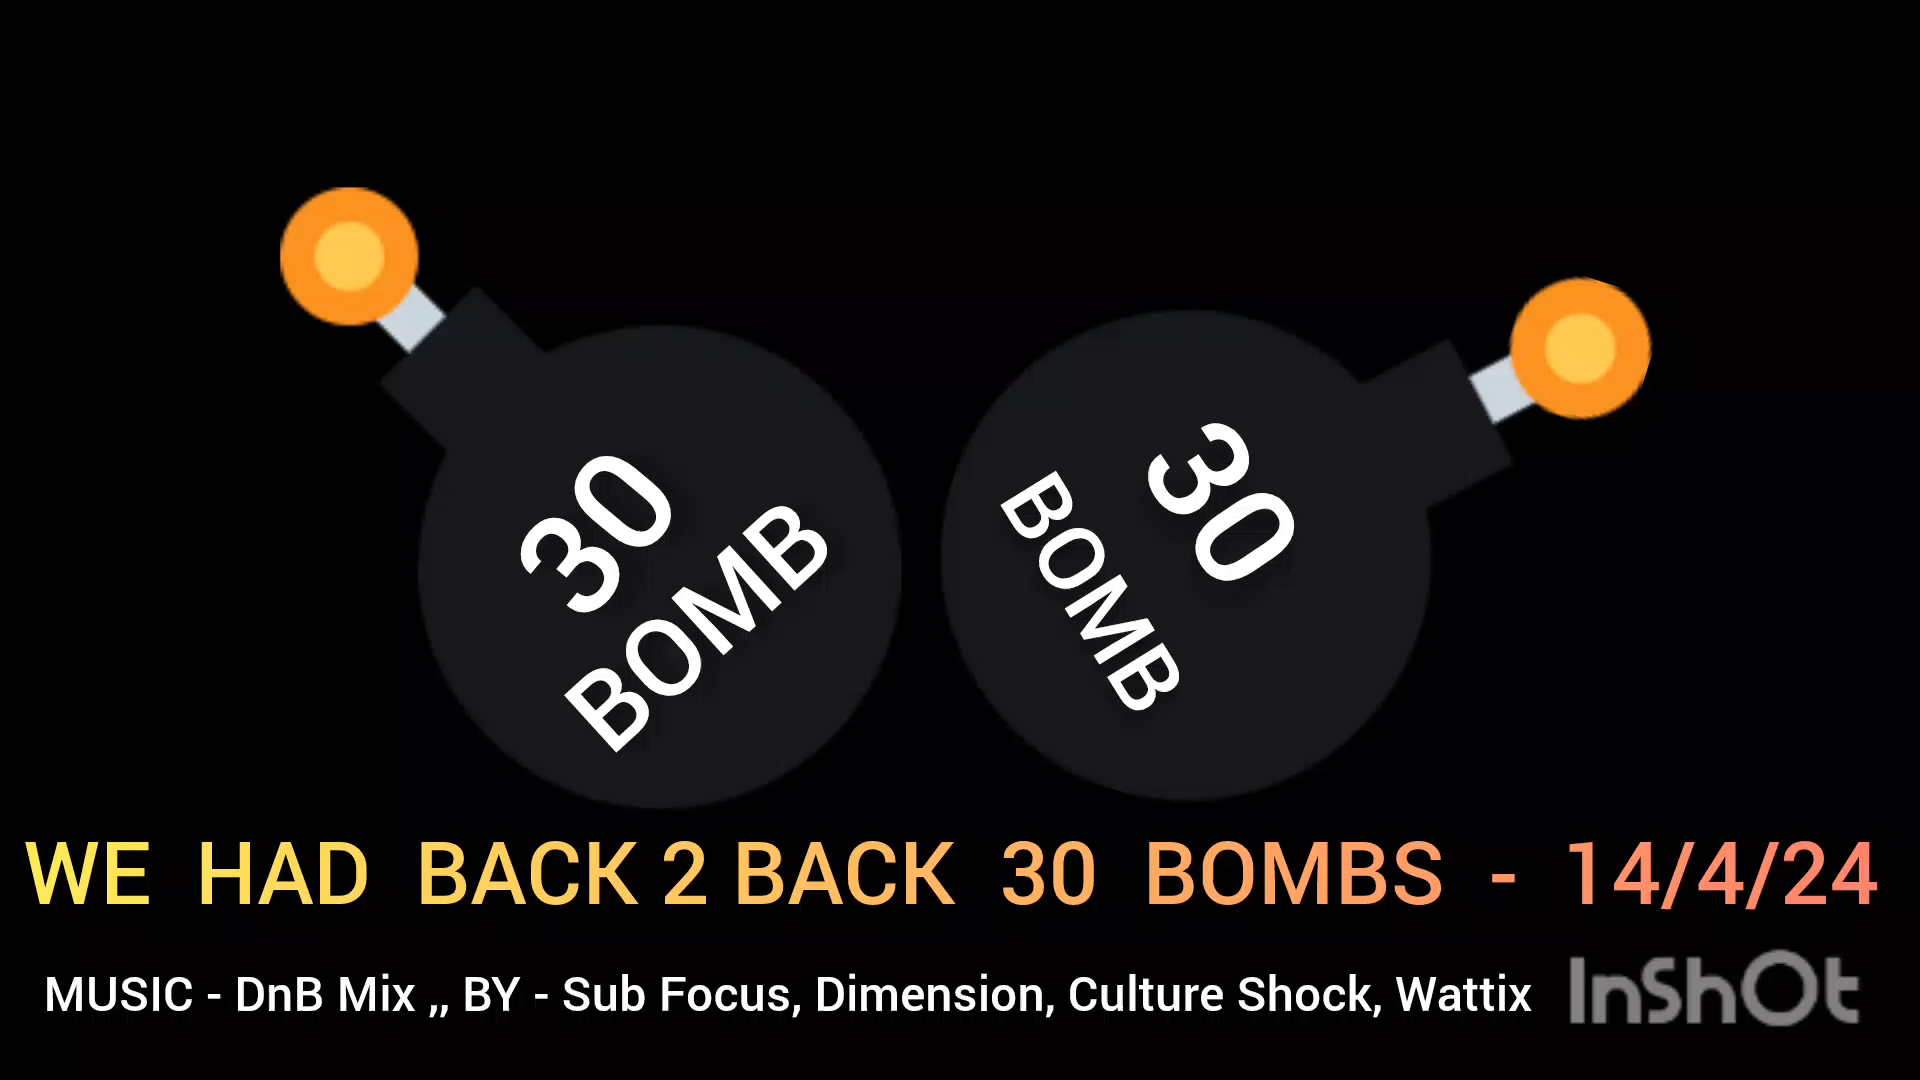 30
BOMB
30
BOMB
WE HAD BACK 2 BACK 30 BOMBS - 14/4/24
MUSIC - DnB Mix ,, BY - Sub Focus, Dimension, Culture Shock, Wattix
InShOt